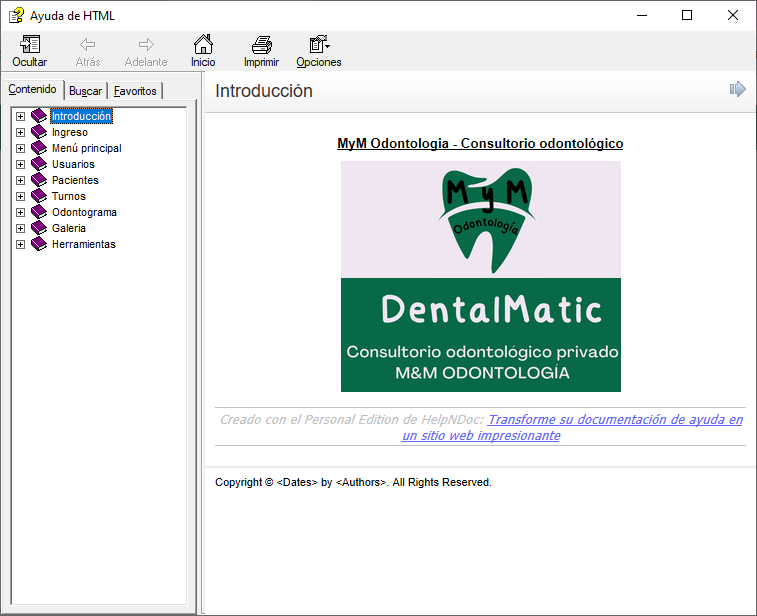 Ayuda de HTML
Ocultar Atrás Adelante Inicio Imprimir Opciones
Contenido Buscar Favoritos
Introducción
Ingreso
Menú principal
Usuarios
Pacientes
Turnos
Odontograma
Galeria
Herramientas
Introducción
MyM Odontologia - Consultorio odontológico
M y M
Odontología
DentalMatic
Consultorio odontológico privado
M&M ODONTOLOGÍA
Creado con el Personal Edition de HelpNDoc: Transforme su documentación de ayuda en
un sitio web impresionante
Copyright © <Dates> by <Authors>. All Rights Reserved.